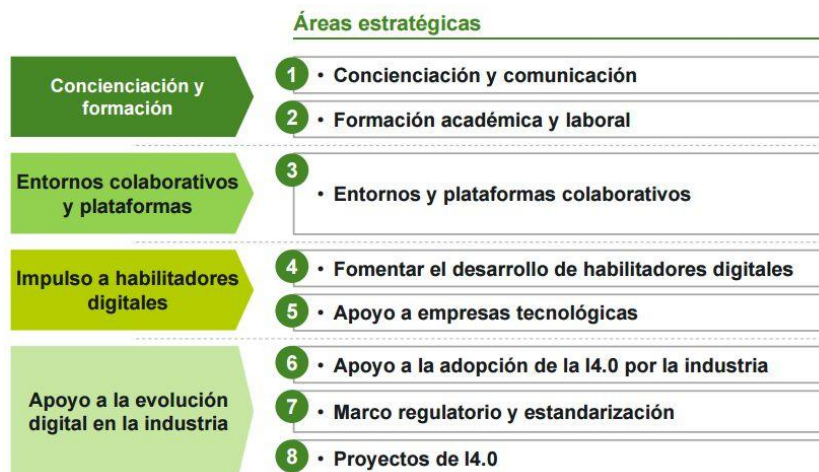 Áreas estratégicas
Concienciación y
formación
1 • Concienciación y comunicación
2 • Formación académica y laboral
Entornos colaborativos
y plataformas
3
• Entornos y plataformas colaborativos
Impulso a habilitadores
digitales
4 • Fomentar el desarrollo de habilitadores digitales
5 • Apoyo a empresas tecnológicas
Apoyo a la evolución
digital en la industria
6 • Apoyo a la adopción de la I4.0 por la industria
7 • Marco regulatorio y estandarización
8 • Proyectos de I4.0